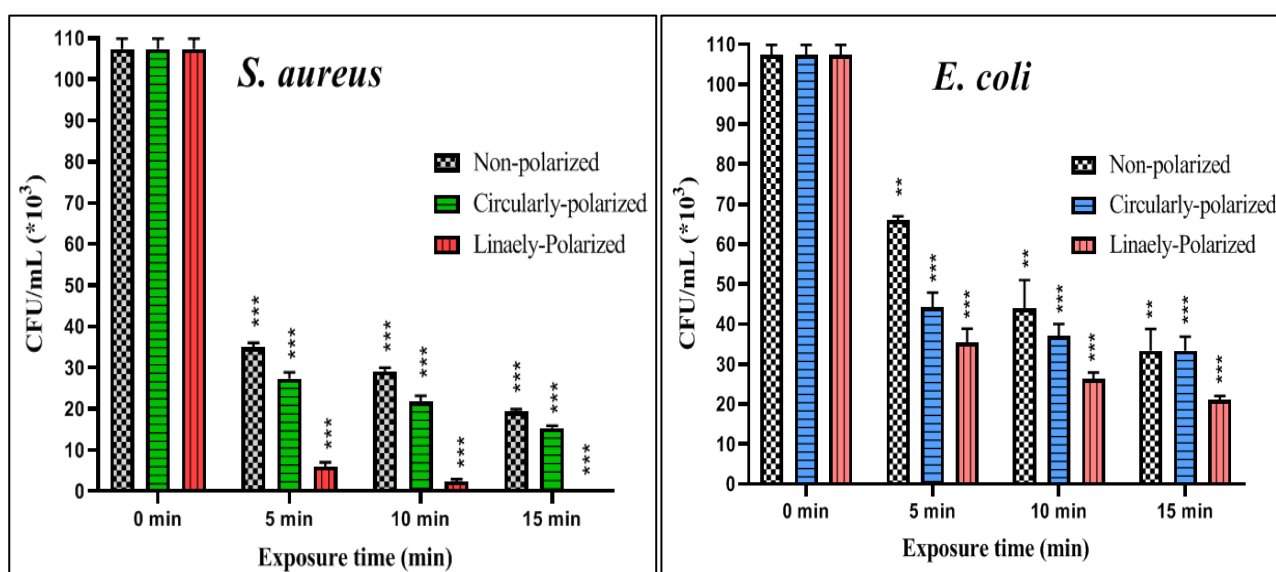 S. aureus
CFU/mL (*10³)
110
100
90
80
70
60
50
40
30
20
10
0
Non-polarized
Circularly-polarized
Linaely-Polarized
***
***
***
***
***
***
***
***
***
0 min
5 min
10 min
15 min
Exposure time (min)
E. coli
CFU/mL (*10³)
110
100
90
80
70
60
50
40
30
20
10
0
Non-polarized
Circularly-polarized
Linaely-Polarized
**
***
***
**
***
***
**
***
***
0 min
5 min
10 min
15 min
Exposure time (min)